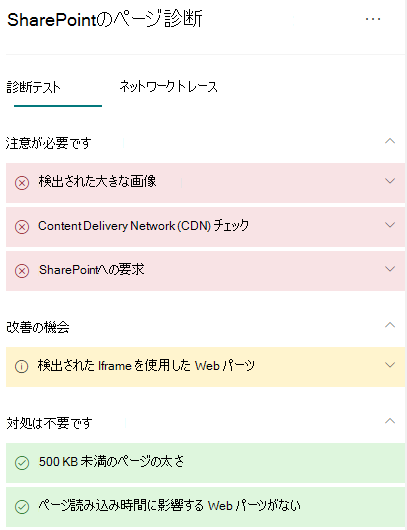 SharePointのページ診断
診断テスト ネットワークトレース
注意が必要です
検出された大きな画像
Content Delivery Network (CDN) チェック
SharePointへの要求
改善の機会
検出された Iframe を使用した Web パーツ
対処は不要です
500 KB 未満のページの太さ
ページ読み込み時間に影響する Web パーツがない